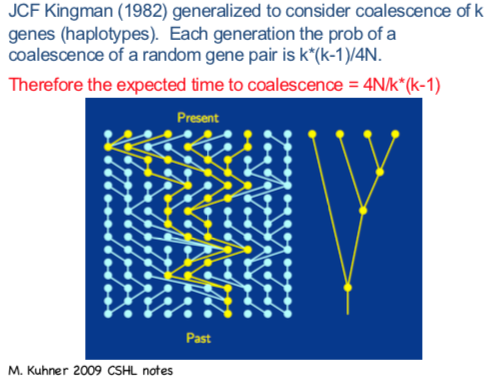 JCF Kingman (1982) generalized to consider coalescence of k
genes (haplotypes).  Each generation the prob of a
coalescence of a random gene pair is k*(k-1)/4N.
Therefore the expected time to coalescence = 4N/k*(k-1)
Present
Past
M. Kuhner 2009 CSHL notes